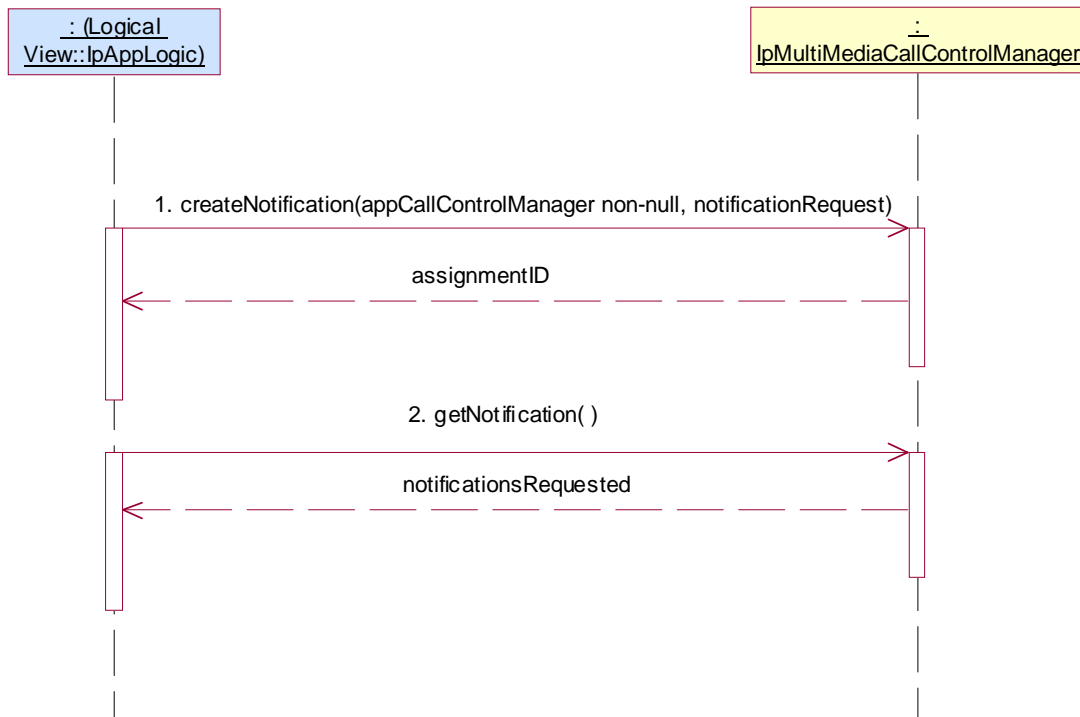 : (Logical
View::IpAppLogic)
:
IpMultiMediaCallControlManager
1. createNotification(appCallControlManager non-null, notificationRequest)
assignmentID
2. getNotification( )
notificationsRequested